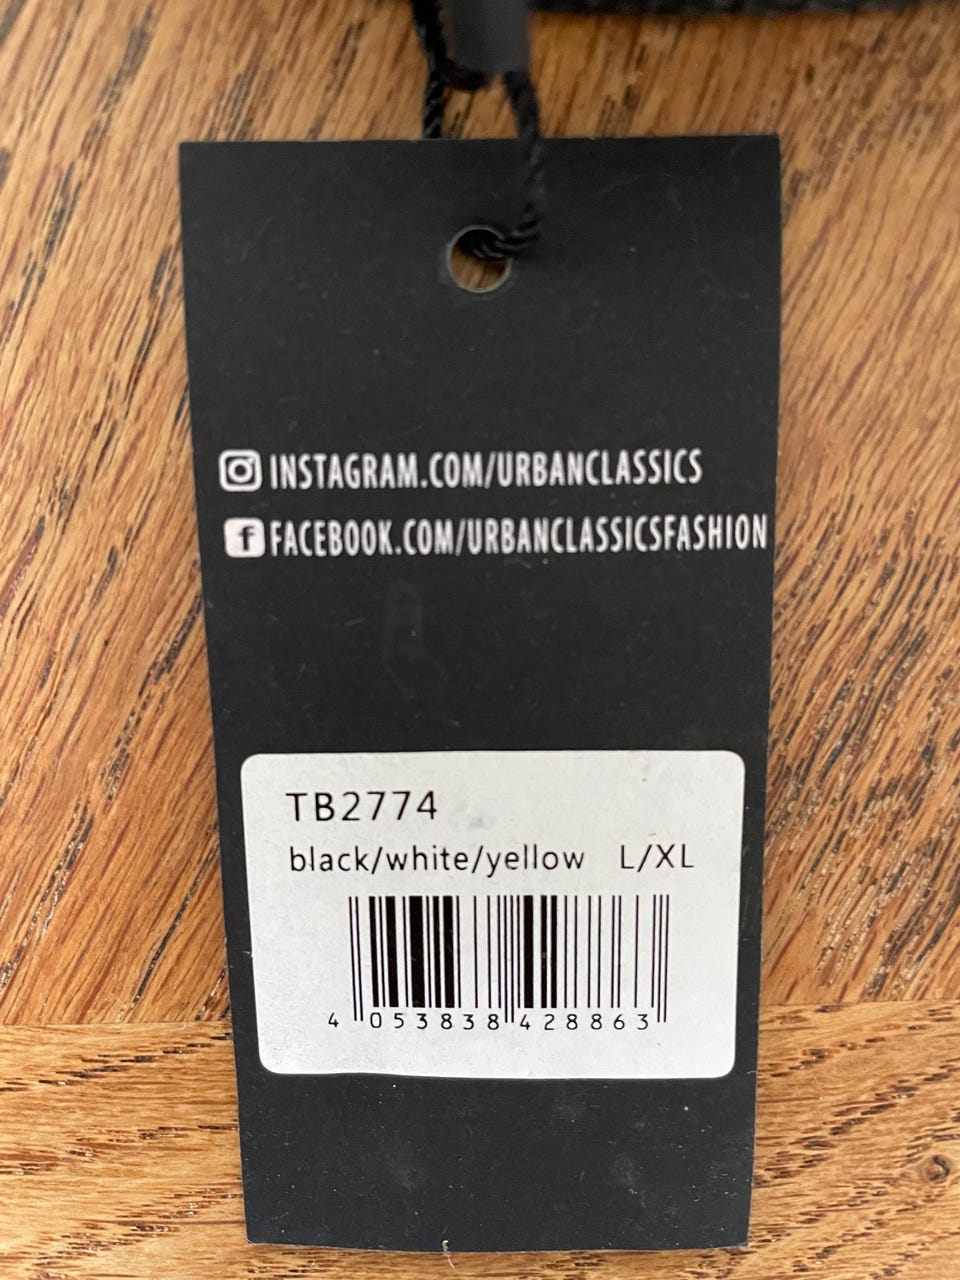 INSTAGRAM.COM/URBANCLASSICS
FACEBOOK.COM/URBANCLASSICSFASHION
TB2774
black/white/yellow L/XL
4 053838 428863